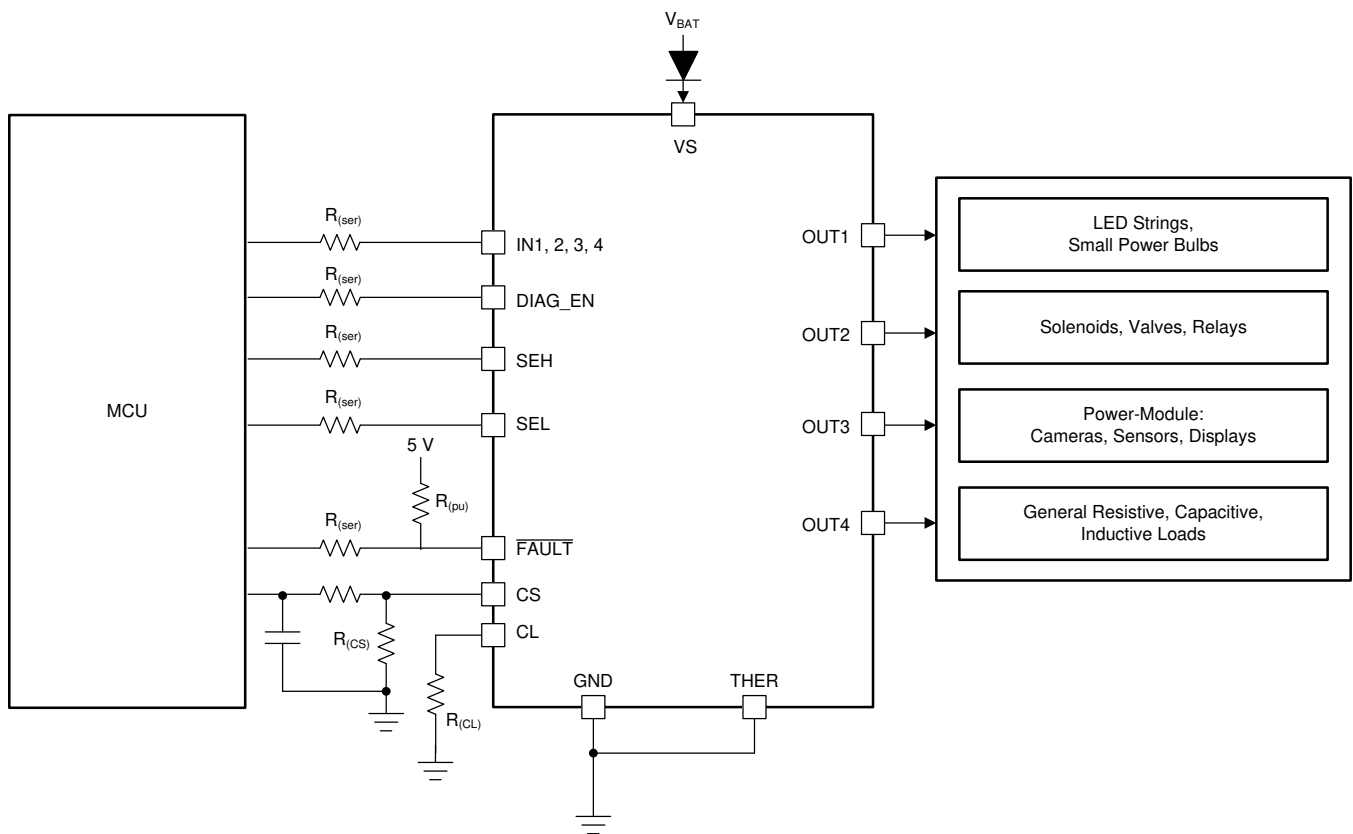 V(BAT)
VS
R(ser)
IN1, 2, 3, 4
OUT1
LED Strings,
Small Power Bulbs
R(ser)
DIAG_EN
R(ser)
SEH
OUT2
Solenoids, Valves, Relays
MCU
R(ser)
SEL
OUT3
Power-Module:
Cameras, Sensors, Displays
5 V
R(pu)
R(ser)
FAULT
OUT4
General Resistive, Capacitive,
Inductive Loads
CS
CL
R(CS)
GND
THER
R(CL)